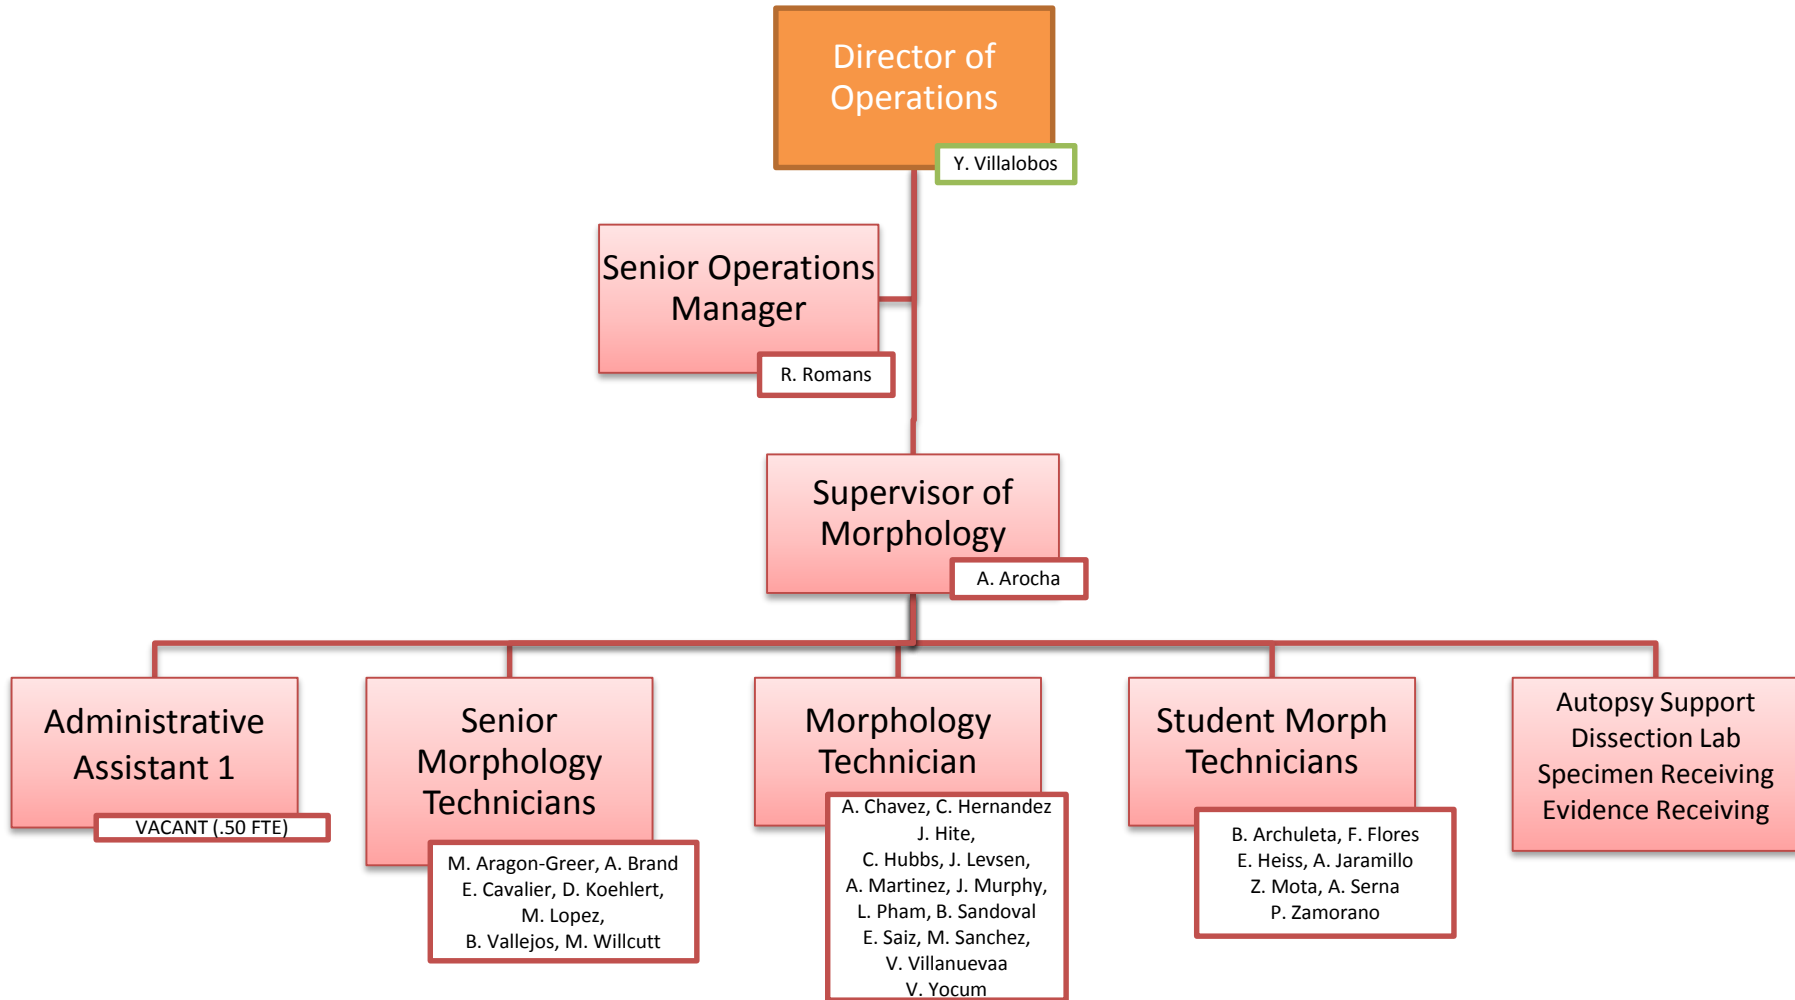 Director of
Operations
Y. Villalobos
Senior Operations
Manager
R. Romans
Supervisor of
Morphology
A. Arocha
Administrative
Assistant 1
VACANT (.50 FTE)
Senior
Morphology
Technicians
M. Aragon-Greer, A. Brand
E. Cavalier, D. Koehlert,
M. Lopez,
B. Vallejos, M. Willcutt
Morphology
Technician
A. Chavez, C. Hernandez
J. Hite,
C. Hubbs, J. Levsen,
A. Martinez, J. Murphy,
L. Pham, B. Sandoval
E. Saiz, M. Sanchez,
V. Villanuevaa
V. Yocum
Student Morph
Technicians
B. Archuleta, F. Flores
E. Heiss, A. Jaramillo
Z. Mota, A. Serna
P. Zamorano
Autopsy Support
Dissection Lab
Specimen Receiving
Evidence Receiving